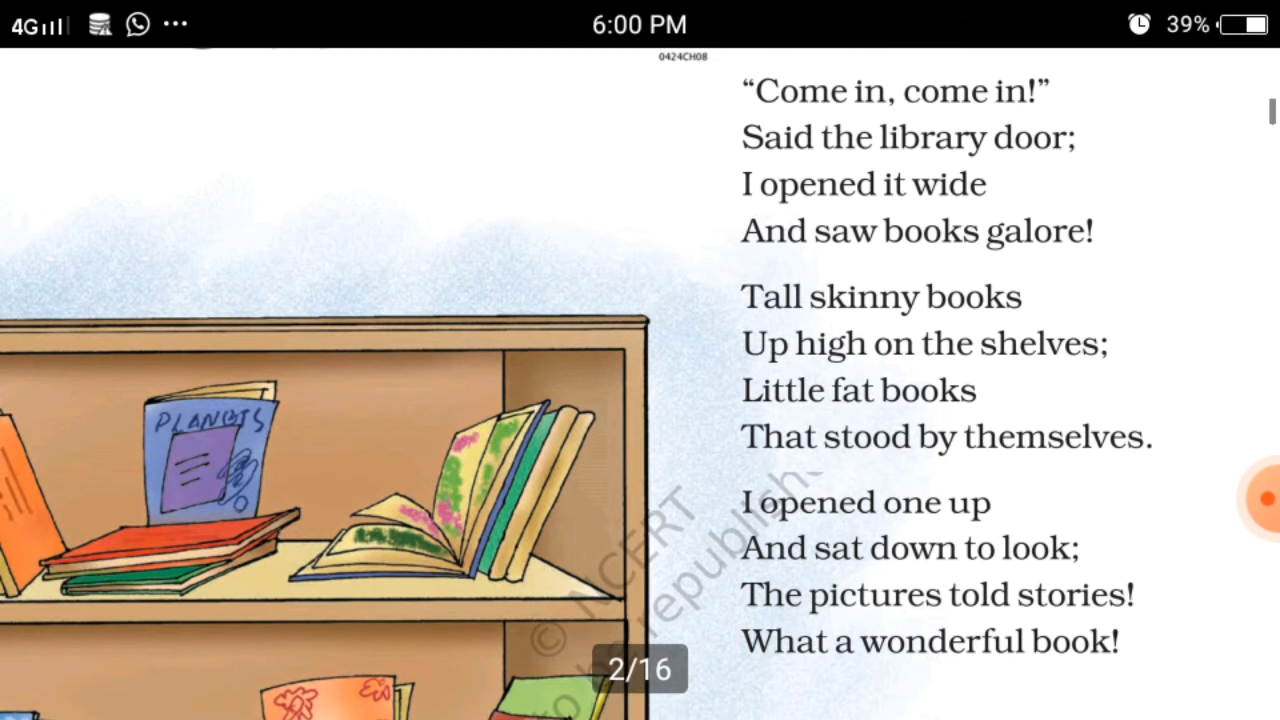 4G
6:00 PM
39%
0424CH08
“Come in, come in!”
Said the library door;
I opened it wide
And saw books galore!
Tall skinny books
Up high on the shelves;
Little fat books
That stood by themselves.
I opened one up
And sat down to look;
The pictures told stories!
What a wonderful book!
PLANETS
© NCERT
republish
2/16